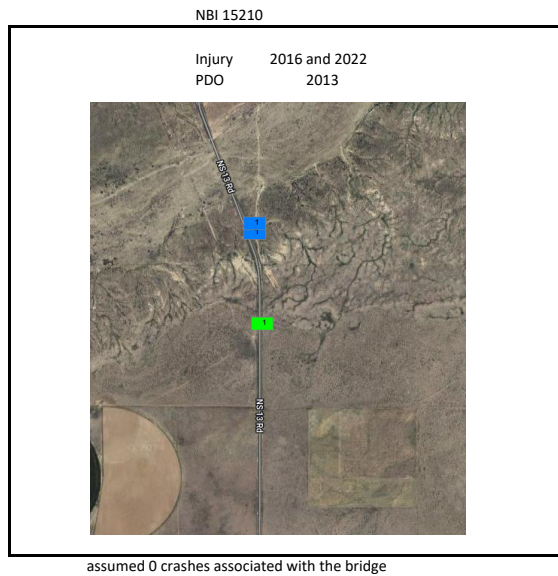 NBI 15210
Injury 2016 and 2022
PDO 2013
NS 13 Rd
1
1
1
NS 13 Rd
assumed 0 crashes associated with the bridge